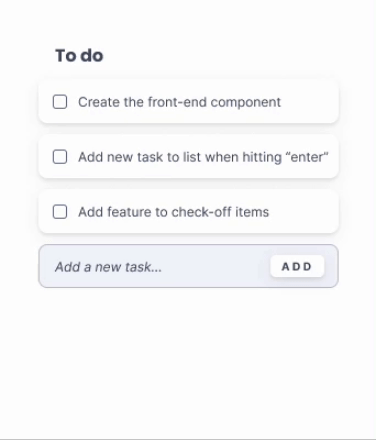 To do
Create the front-end component
Add new task to list when hitting “enter”
Add feature to check-off items
Add a new task...
ADD